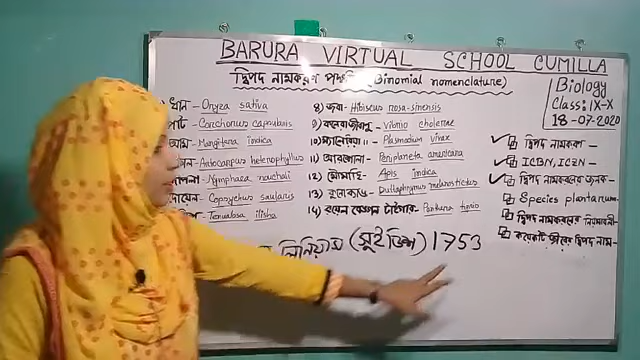 BARURA VIRTUAL SCHOOL CUMILLA
দ্বিপদ নামকরণ পদ্ধতি (Binomial nomenclature)
Biology
Class: IX-X
18-07-2020
ধান - Oryza sativa
পাট - Corchorus capsularis
আম - Mangifera indica
Artocarpus heterophyllus
শাপলা - Nymphaea nouchali
দোয়েল - Copsychus saularis
Tenualosa ilisha
৪) জবা - Hibiscus rosa-sinensis
৯) কলেরা জীবাণু - Vibrio cholerae
১০) ম্যালেরিয়া " - Plasmodium vivax
১১) আরশোলা - Periplaneta americana
১২) মৌমাছি - Apis indica
১৩) কুনোব্যাঙ - Duttaphrynus melanostictus
১৪) রয়েল বেঙ্গল টাইগার - Panthera tigris
দ্বিপদ নামকরণ -
ICBN, ICZN -
দ্বিপদ নামকরণের জনক -
Species plantarum
দ্বিপদ নামকরণের নিয়মাবলী -
কয়েকটি জীবের দ্বিপদ নাম -
লিনিয়াস (সুইডিশ) 1753